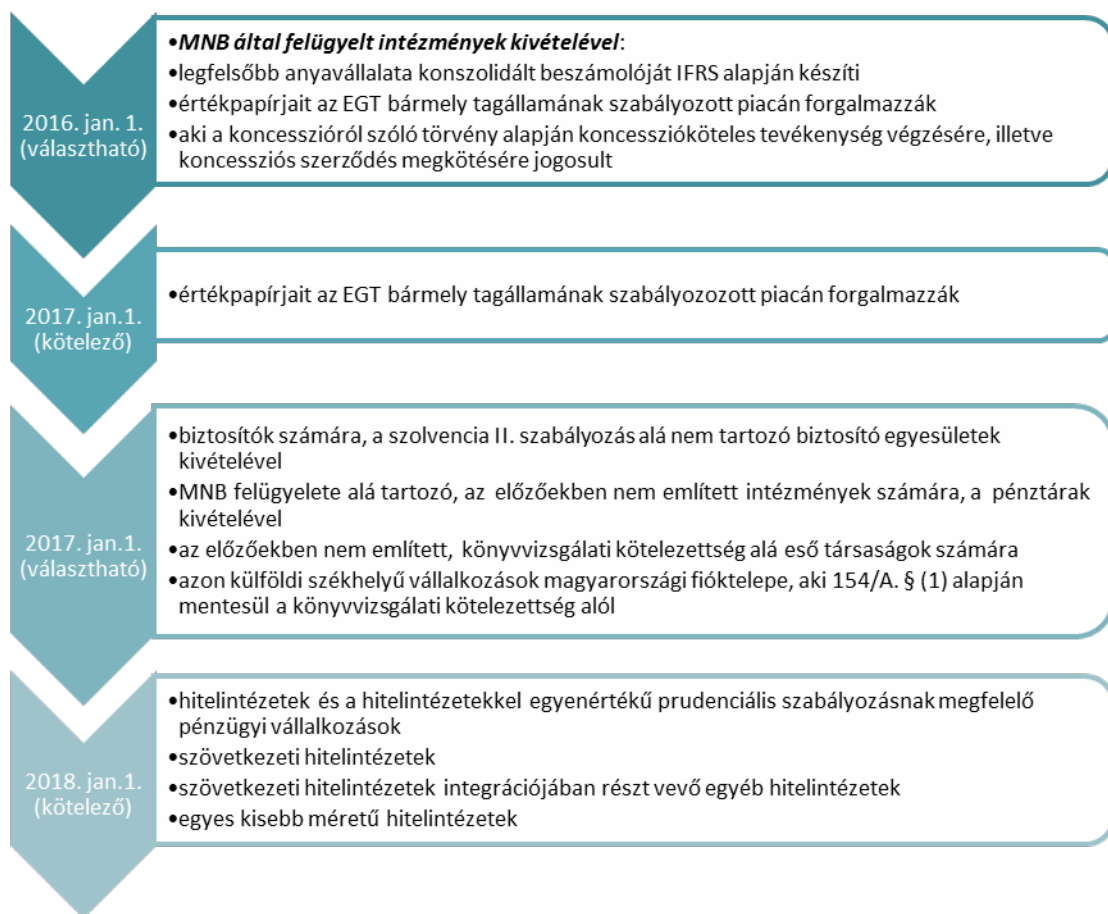 2016. jan. 1.
(választható)
•MNB által felügyelt intézmények kivételével:
•legfelsőbb anyavállalata konszolidált beszámolóját IFRS alapján készíti
•értékpapírjait az EGT bármely tagállamának szabályozott piacán forgalmazzák
•aki a koncesszióról szóló törvény alapján koncesszióköteles tevékenység végzésére, illetve
koncessziós szerződés megkötésére jogosult
2017. jan.1.
(kötelező)
•értékpapírjait az EGT bármely tagállamának szabályozozott piacán forgalmazzák
2017. jan.1.
(választható)
•biztosítók számára, a szolvencia II. szabályozás alá nem tartozó biztosító egyesületek
kivételével
•MNB felügyelete alá tartozó, az előzőekben nem említett intézmények számára, a pénztárak
kivételével
•az előzőekben nem említett, könyvvizsgálati kötelezettség alá eső társaságok számára
•azon külföldi székhelyű vállalkozások magyarországi fióktelepe, aki 154/A. § (1) alapján
mentesül a könyvvizsgálati kötelezettség alól
2018. jan.1.
(kötelező)
•hitelintézetek és a hitelintézetekkel egyenértékű prudenciális szabályozásnak megfelelő
pénzügyi vállalkozások
•szövetkezeti hitelintézetek
•szövetkezeti hitelintézetek integrációjában részt vevő egyéb hitelintézetek
•egyes kisebb méretű hitelintézetek